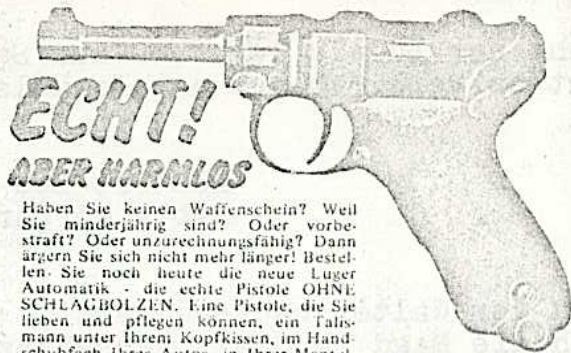 ECHT!
ABER HARMLOS
Haben Sie keinen Waffenschein? Weil
Sie minderjährig sind? Oder vorbe-
straft? Oder unzurechnungsfähig? Dann
ärgern Sie sich nicht mehr länger! Bestel-
len Sie noch heute die neue Luger
Automatik - die echte Pistole OHNE
SCHLAGBOLZEN. Eine Pistole, die Sie
lieben und pflegen können, ein Talis-
mann unter Ihrem Kopfkissen, im Hand-
schuhfach Ihres Autos, in Ihrer Mantel-